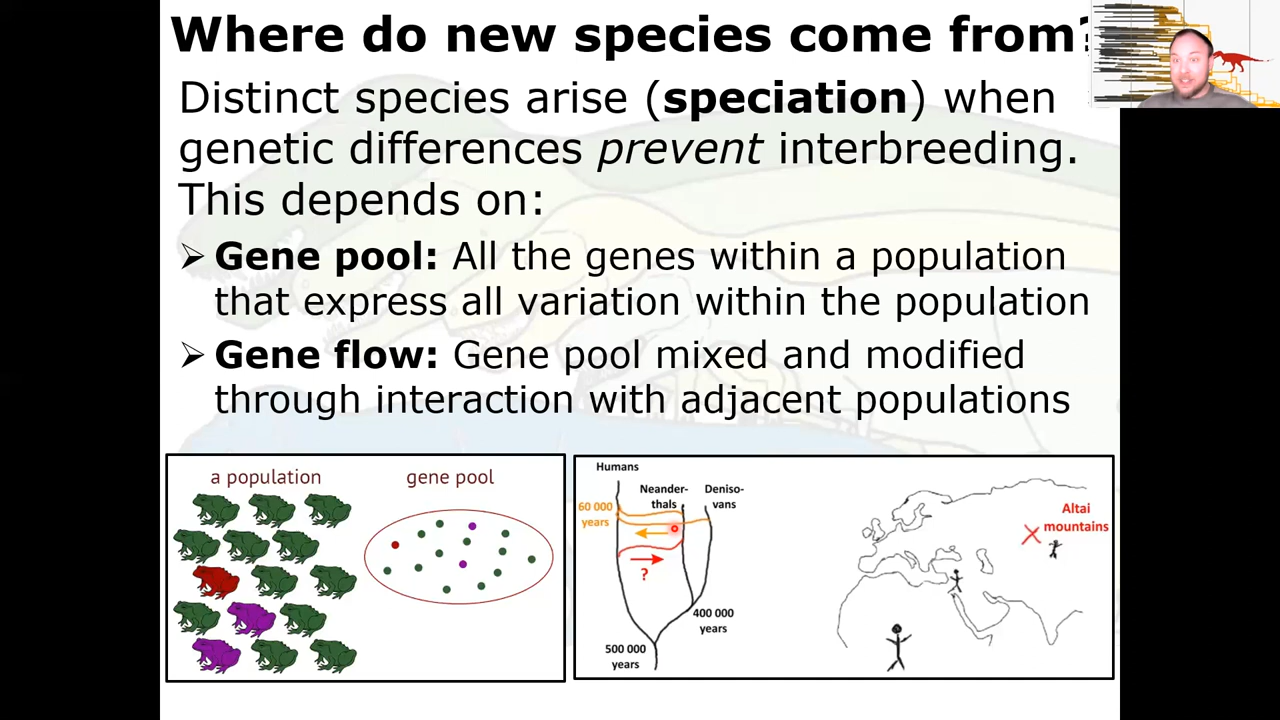 Where do new species come from?
Distinct species arise (speciation) when
genetic differences prevent interbreeding.
This depends on:
➢ Gene pool: All the genes within a population
that express all variation within the population
➢ Gene flow: Gene pool mixed and modified
through interaction with adjacent populations
a population
gene pool
Humans
Neander-
thals
Deniso-
vans
60 000
years
?
400 000
years
500 000
years
Altai
mountains